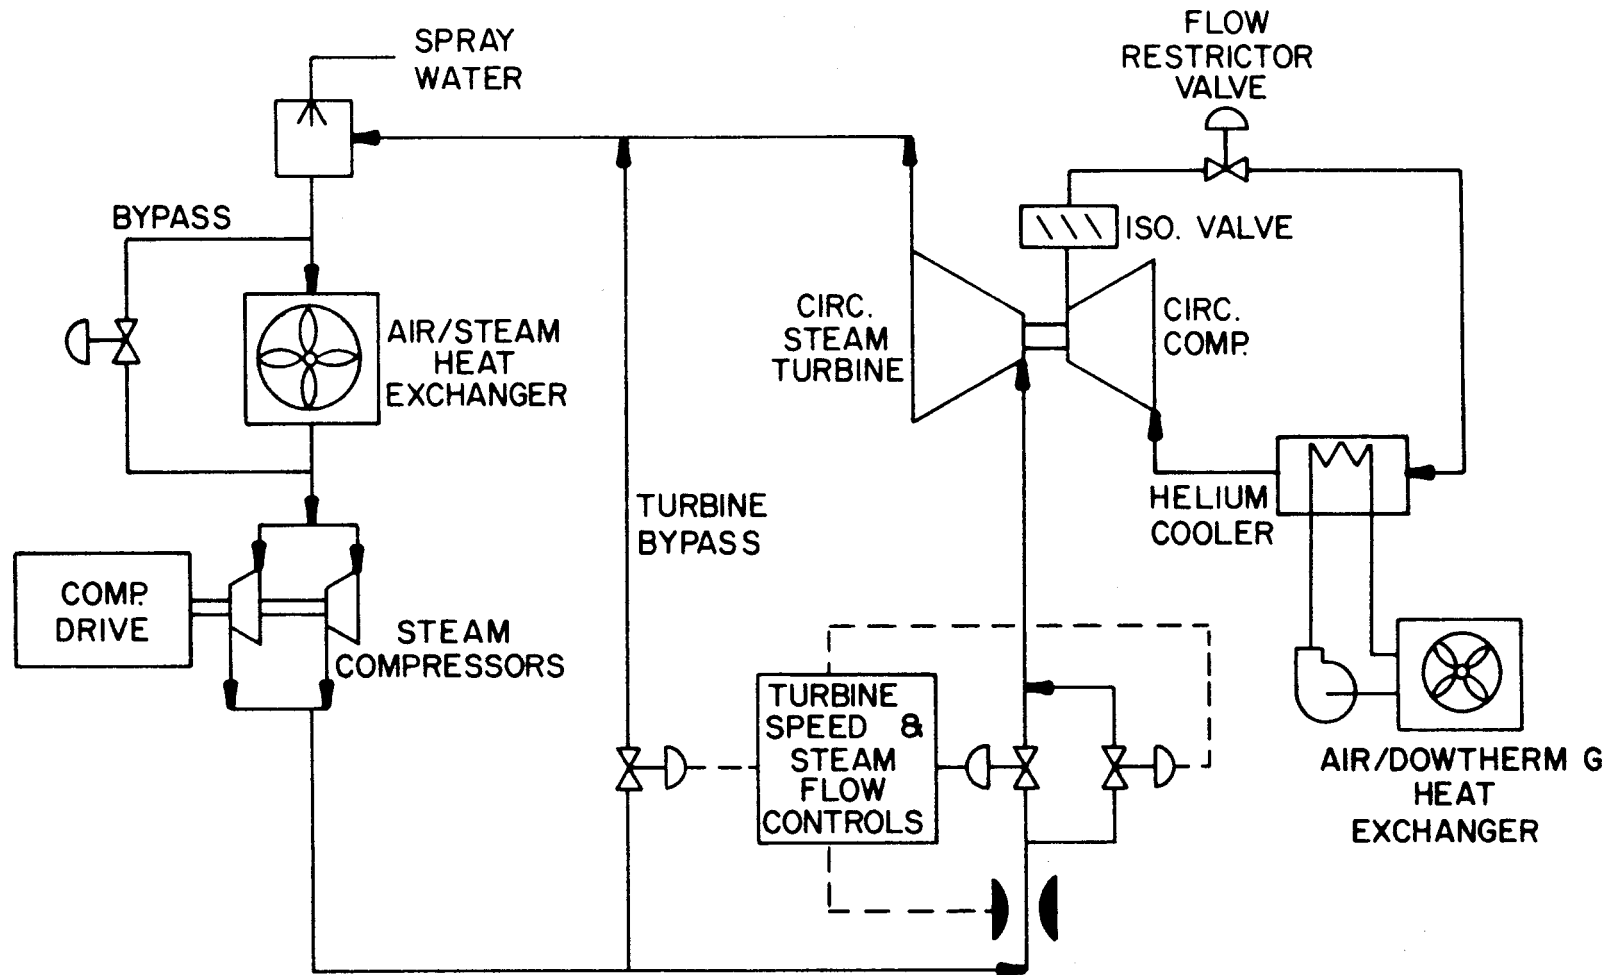 SPRAY
WATER
FLOW
RESTRICTOR
VALVE
BYPASS
ISO. VALVE
AIR/STEAM
HEAT
EXCHANGER
CIRC.
STEAM
TURBINE
CIRC.
COMP.
TURBINE
BYPASS
HELIUM
COOLER
COMP.
DRIVE
STEAM
COMPRESSORS
TURBINE
SPEED &
STEAM
FLOW
CONTROLS
AIR/DOWTHERM G
HEAT
EXCHANGER